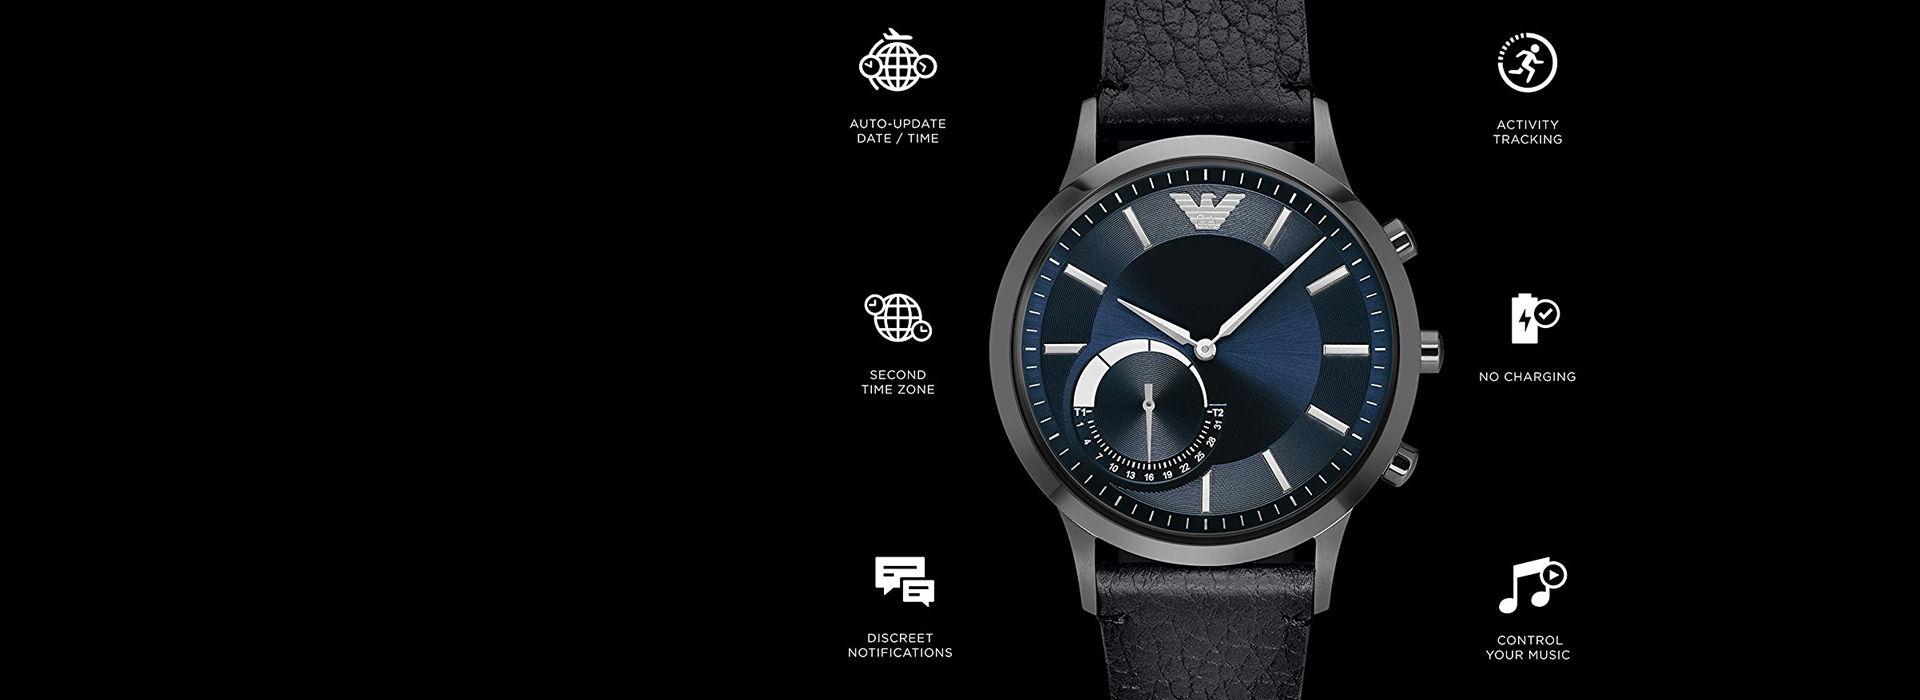 AUTO-UPDATE
DATE / TIME
SECOND
TIME ZONE
DISCREET
NOTIFICATIONS
T1
T2
1
4
7
10
13
16
19
22
25
28
31
ACTIVITY
TRACKING
NO CHARGING
CONTROL
YOUR MUSIC